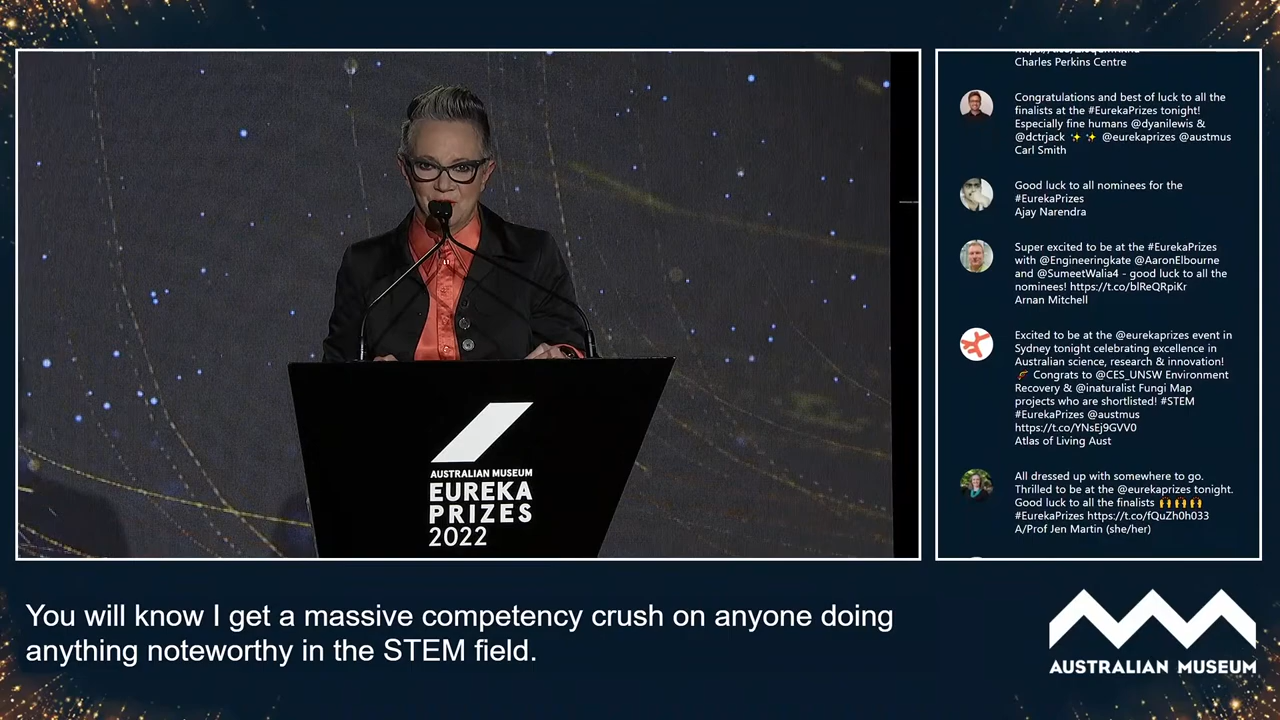 AUSTRALIAN MUSEUM
EUREKA
PRIZES
2022
Charles Perkins Centre
Congratulations and best of luck to all the
finalists at the #EurekaPrizes tonight!
Especially fine humans @dyanilewis &
@dctrjack ✨ ✨ @eurekaprizes @austmus
Carl Smith
Good luck to all nominees for the
#EurekaPrizes
Ajay Narendra
Super excited to be at the #EurekaPrizes
with @Engineeringkate @AaronElbourne
and @SumeetWalia4 - good luck to all the
nominees! https://t.co/blReQRpiKr
Arnan Mitchell
Excited to be at the @eurekaprizes event in
Sydney tonight celebrating excellence in
Australian science, research & innovation!
Congrats to @CES_UNSW Environment
Recovery & @inaturalist Fungi Map
projects who are shortlisted! #STEM
#EurekaPrizes @austmus
https://t.co/YNsEj9GVV0
Atlas of Living Aust
All dressed up with somewhere to go.
Thrilled to be at the @eurekaprizes tonight.
Good luck to all the finalists 🙌🙌🙌
#EurekaPrizes https://t.co/fQuZh0h033
A/Prof Jen Martin (she/her)
You will know I get a massive competency crush on anyone doing
anything noteworthy in the STEM field.
AUSTRALIAN MUSEUM